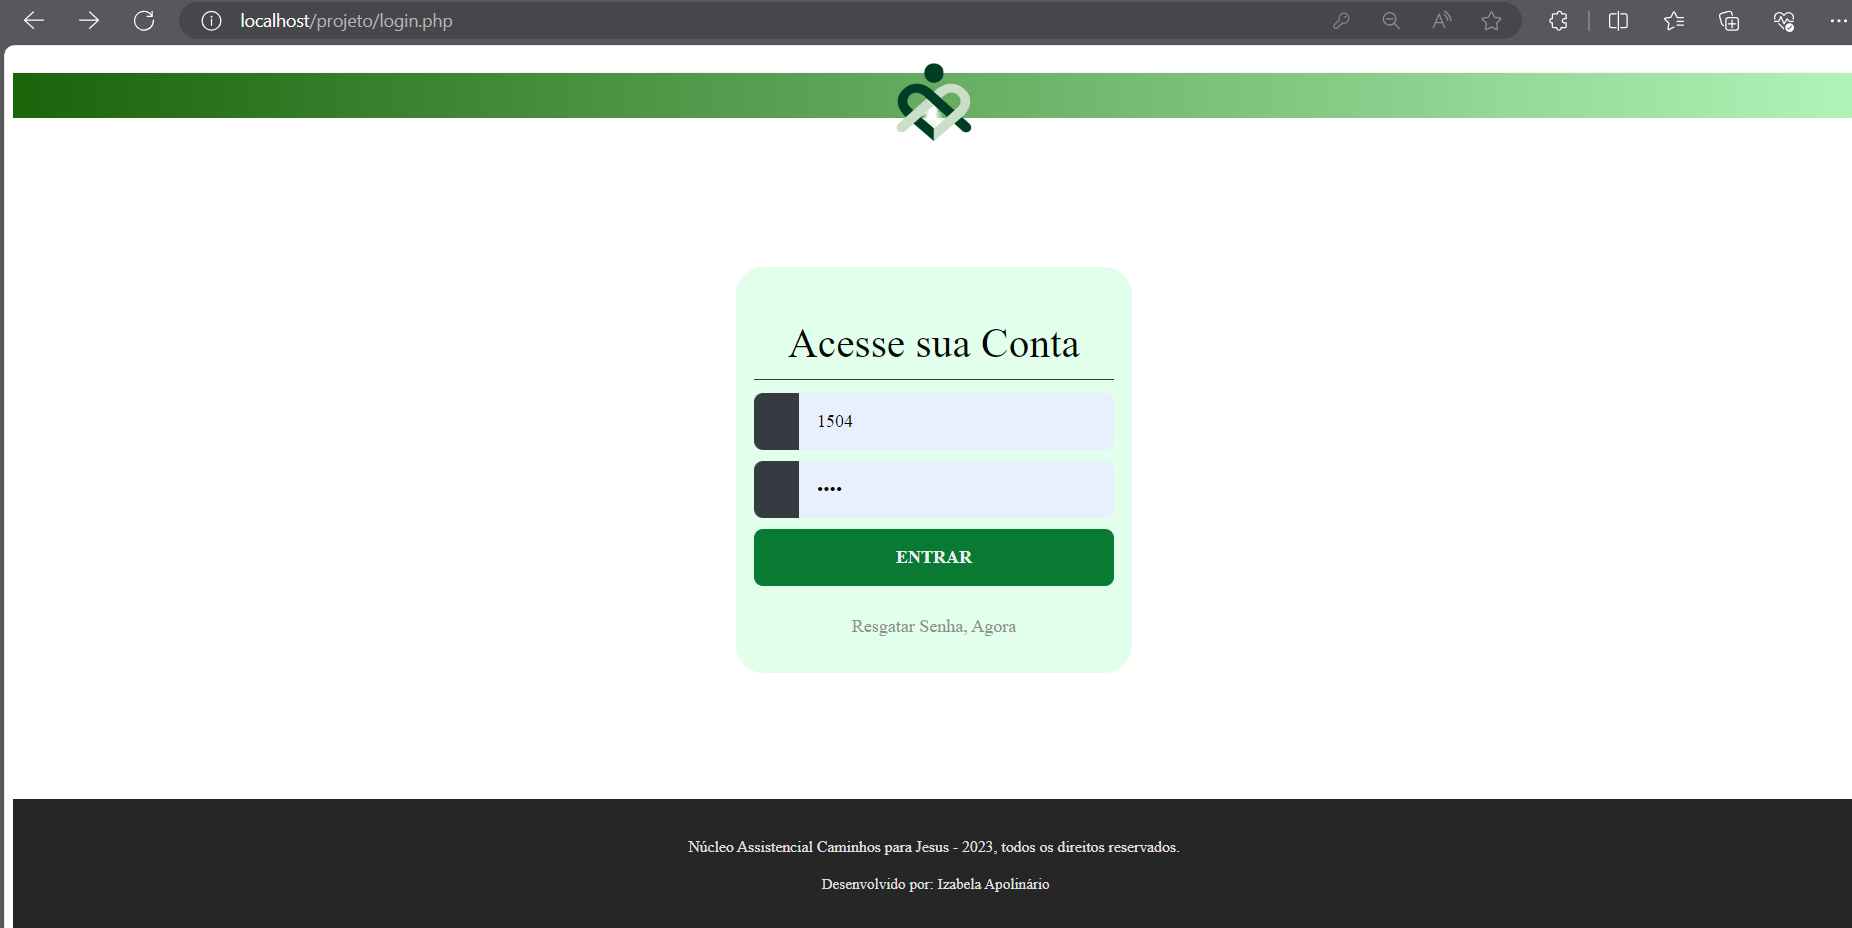 localhost/projeto/login.php
Acesse sua Conta
1504
••••
ENTRAR
Resgatar Senha, Agora
Núcleo Assistencial Caminhos para Jesus - 2023, todos os direitos reservados.
Desenvolvido por: Izabela Apolinário